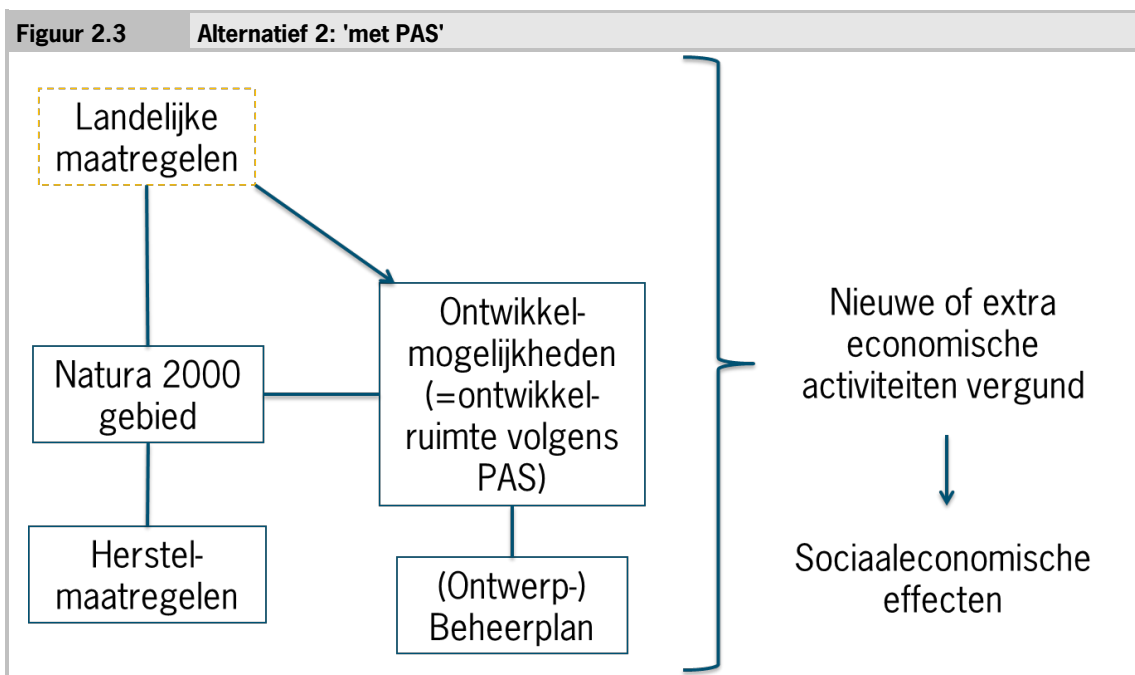 Figuur 2.3 Alternatief 2: 'met PAS'
Landelijke
maatregelen
Natura 2000
gebied
Herstel-
maatregelen
Ontwikkel-
mogelijkheden
(=ontwikkel-
ruimte volgens
PAS)
(Ontwerp-)
Beheerplan
Nieuwe of extra
economische
activiteiten vergund
Sociaaleconomische
effecten